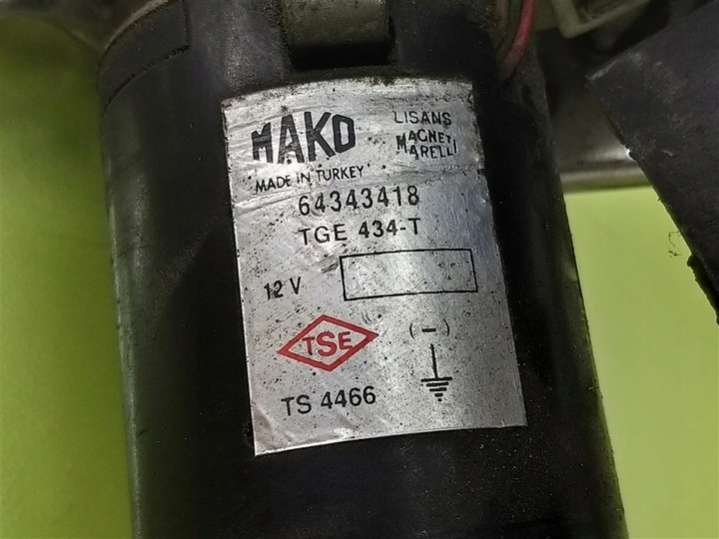 MAKO
LISANS
MAGNETI
MARELLI
MADE IN TURKEY
64343418
TGE 434-T
12 V
TSE
(-)
TS 4466